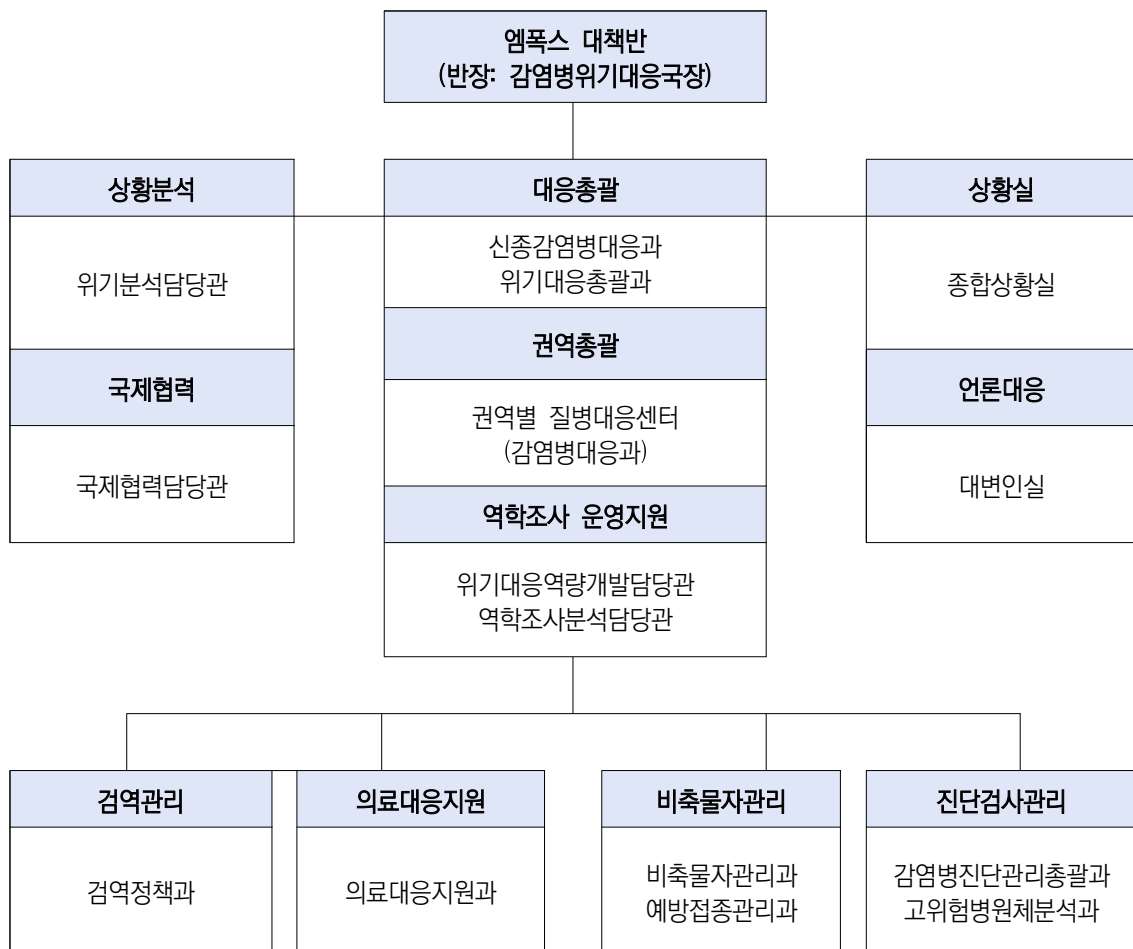 엠폭스 대책반
(반장: 감염병위기대응국장)
상황분석
대응총괄
상황실
위기분석담당관
신종감염병대응과
위기대응총괄과
종합상황실
국제협력
권역총괄
언론대응
국제협력담당관
권역별 질병대응센터
(감염병대응과)
대변인실
역학조사 운영지원
위기대응역량개발담당관
역학조사분석담당관
검역관리
의료대응지원
비축물자관리
진단검사관리
검역정책과
의료대응지원과
비축물자관리과
예방접종관리과
감염병진단관리총괄과
고위험병원체분석과